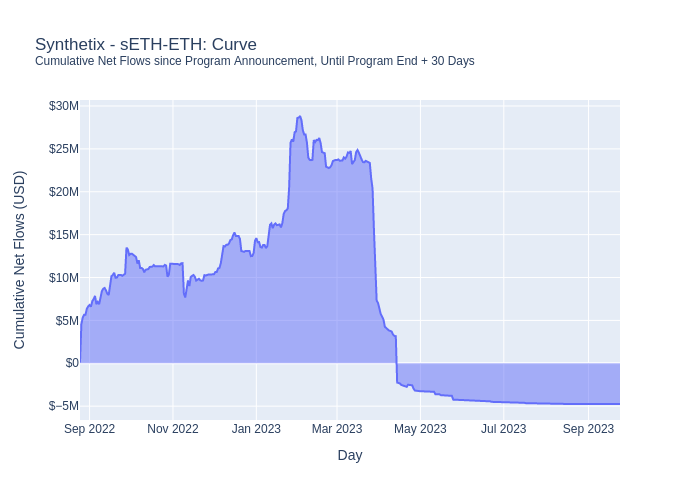 Synthetix - sETH-ETH: Curve
Cumulative Net Flows since Program Announcement, Until Program End + 30 Days
Cumulative Net Flows (USD)
$30M
$25M
$20M
$15M
$10M
$5M
$0
$−5M
Sep 2022 Nov 2022 Jan 2023 Mar 2023 May 2023 Jul 2023 Sep 2023
Day